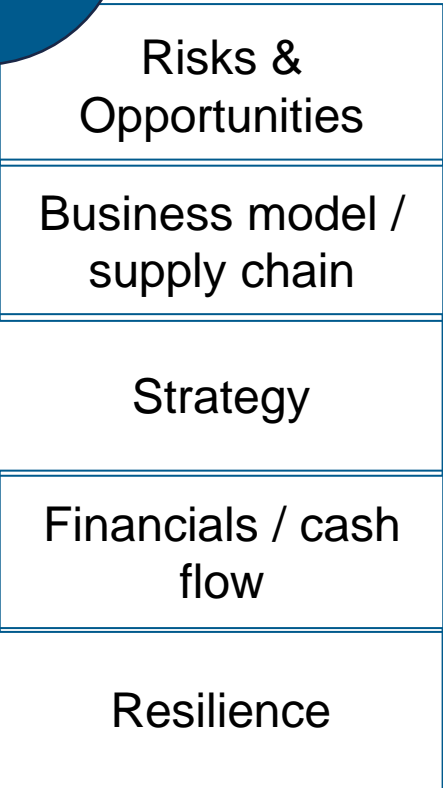 Risks &
Opportunities
Business model /
supply chain
Strategy
Financials / cash
flow
Resilience